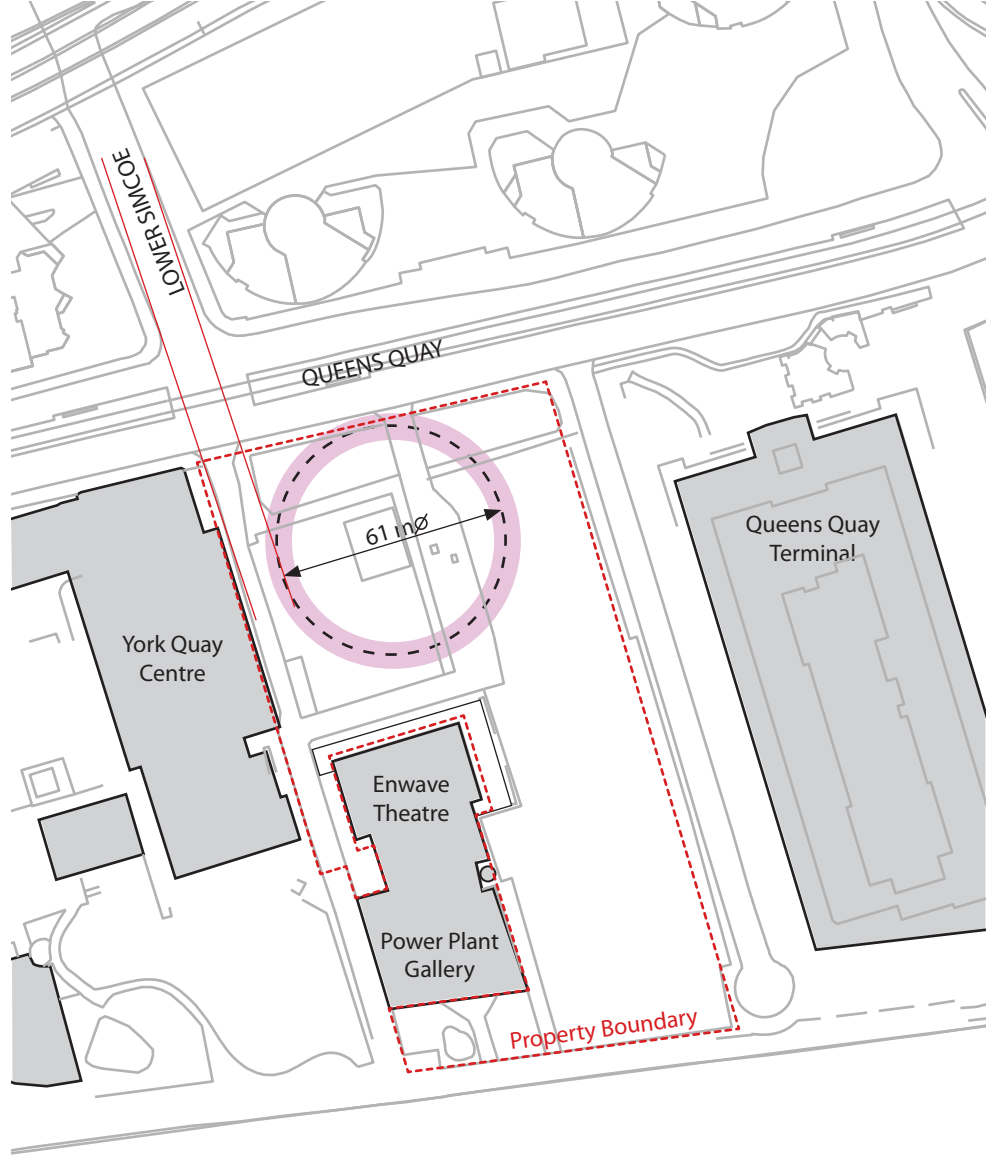 LOWER SIMCOE
QUEENS QUAY
61 mØ
Queens Quay
Terminal
York Quay
Centre
Enwave
Theatre
Power Plant
Gallery
Property Boundary